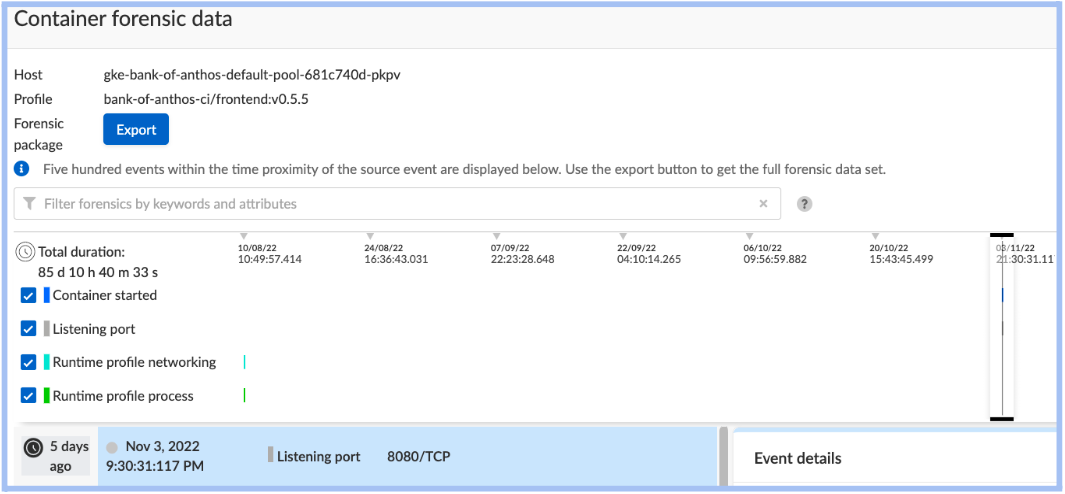 Container forensic data
Host gke-bank-of-anthos-default-pool-681c740d-pkpv
Profile bank-of-anthos-ci/frontend:v0.5.5
Forensic
package
Export
Five hundred events within the time proximity of the source event are displayed below. Use the export button to get the full forensic data set.
Filter forensics by keywords and attributes × ?
Total duration:
85 d 10 h 40 m 33 s
10/08/22 24/08/22 07/09/22 22/09/22 06/10/22 20/10/22 03/11/22
10:49:57.414 16:36:43.031 22:23:28.648 04:10:14.265 09:56:59.882 15:43:45.499 21:30:31.11
Container started
Listening port
Runtime profile networking
Runtime profile process
5 days
ago
Nov 3, 2022
9:30:31:117 PM
Listening port 8080/TCP
Event details